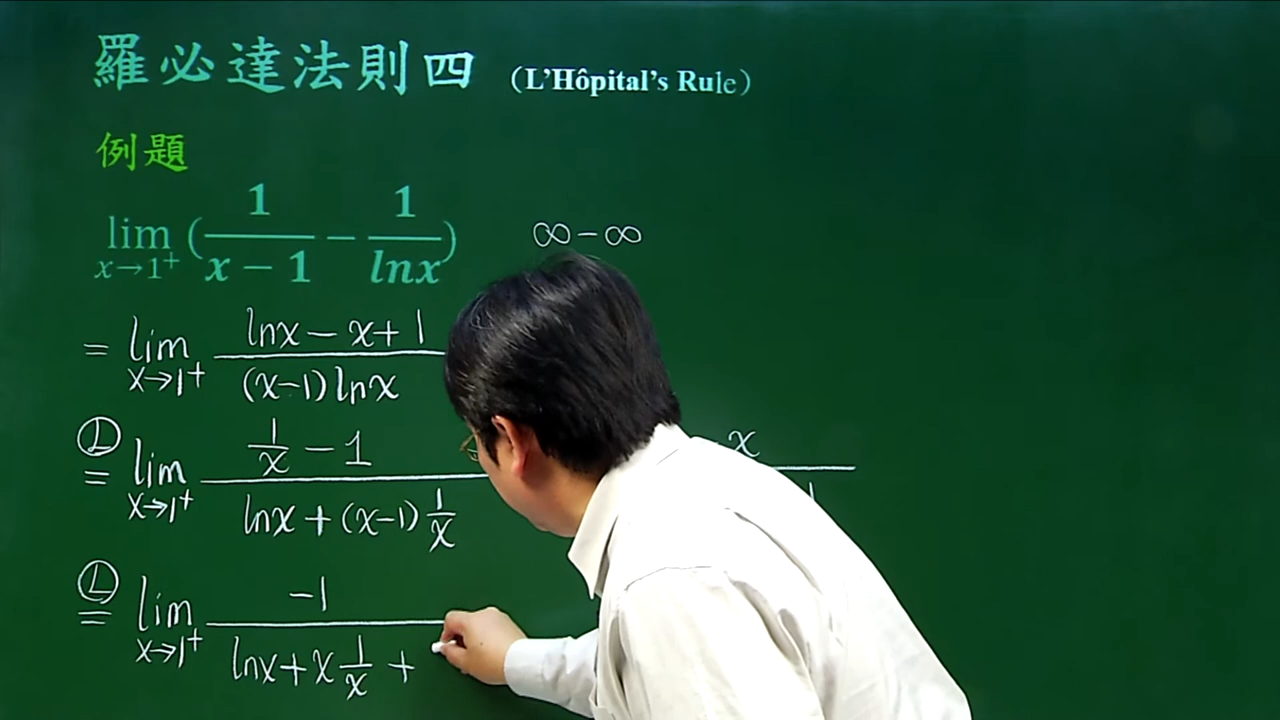 羅必達法則四 (L'Hôpital's Rule)
例題
lim x→1⁺ (1/(x−1) − 1/lnx) ∞−∞
= lim x→1⁺ (lnx − x + 1)/((x−1)lnx)
Ⓛ= lim x→1⁺ (1/x − 1)/(lnx + (x−1) 1/x) x
Ⓛ= lim x→1⁺ −1/(lnx + x 1/x +